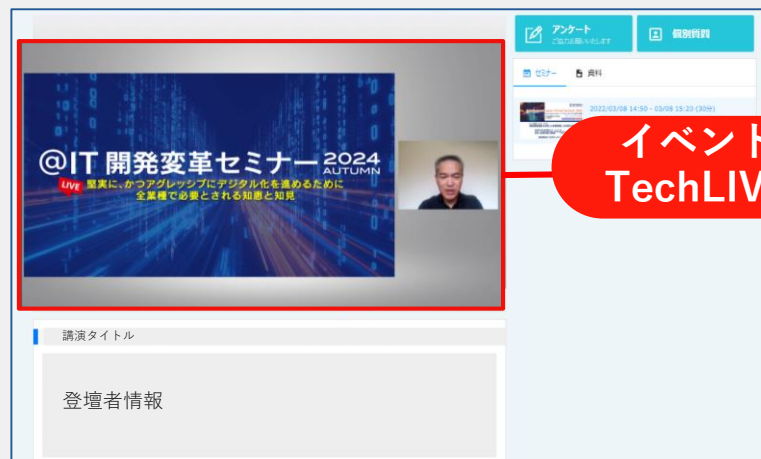 アンケート
ご協力お願いいたします
個別質問
セミナー
資料
2022/03/08 14:50 - 03/08 15:20 (30分)
@IT 開発変革セミナー 2024
AUTUMN
LIVE 堅実に、かつアグレッシブにデジタル化を進めるために
全業種で必要とされる知恵と知見
イベント
TechLIV
講演タイトル
登壇者情報